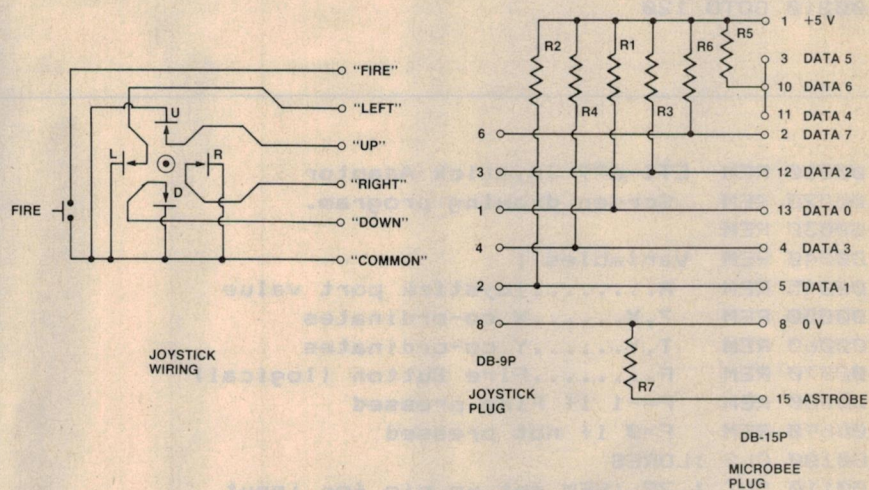 "FIRE"
"LEFT"
"UP"
"RIGHT"
"DOWN"
"COMMON"
U
L
R
D
FIRE
JOYSTICK
WIRING
R2
R1
R6
R5
R4
R3
R7
6
3
1
4
2
8
DB-9P
JOYSTICK
PLUG
1 +5 V
3 DATA 5
10 DATA 6
11 DATA 4
2 DATA 7
12 DATA 2
13 DATA 0
4 DATA 3
5 DATA 1
8 0 V
15 ASTROBE
DB-15P
MICROBEE
PLUG